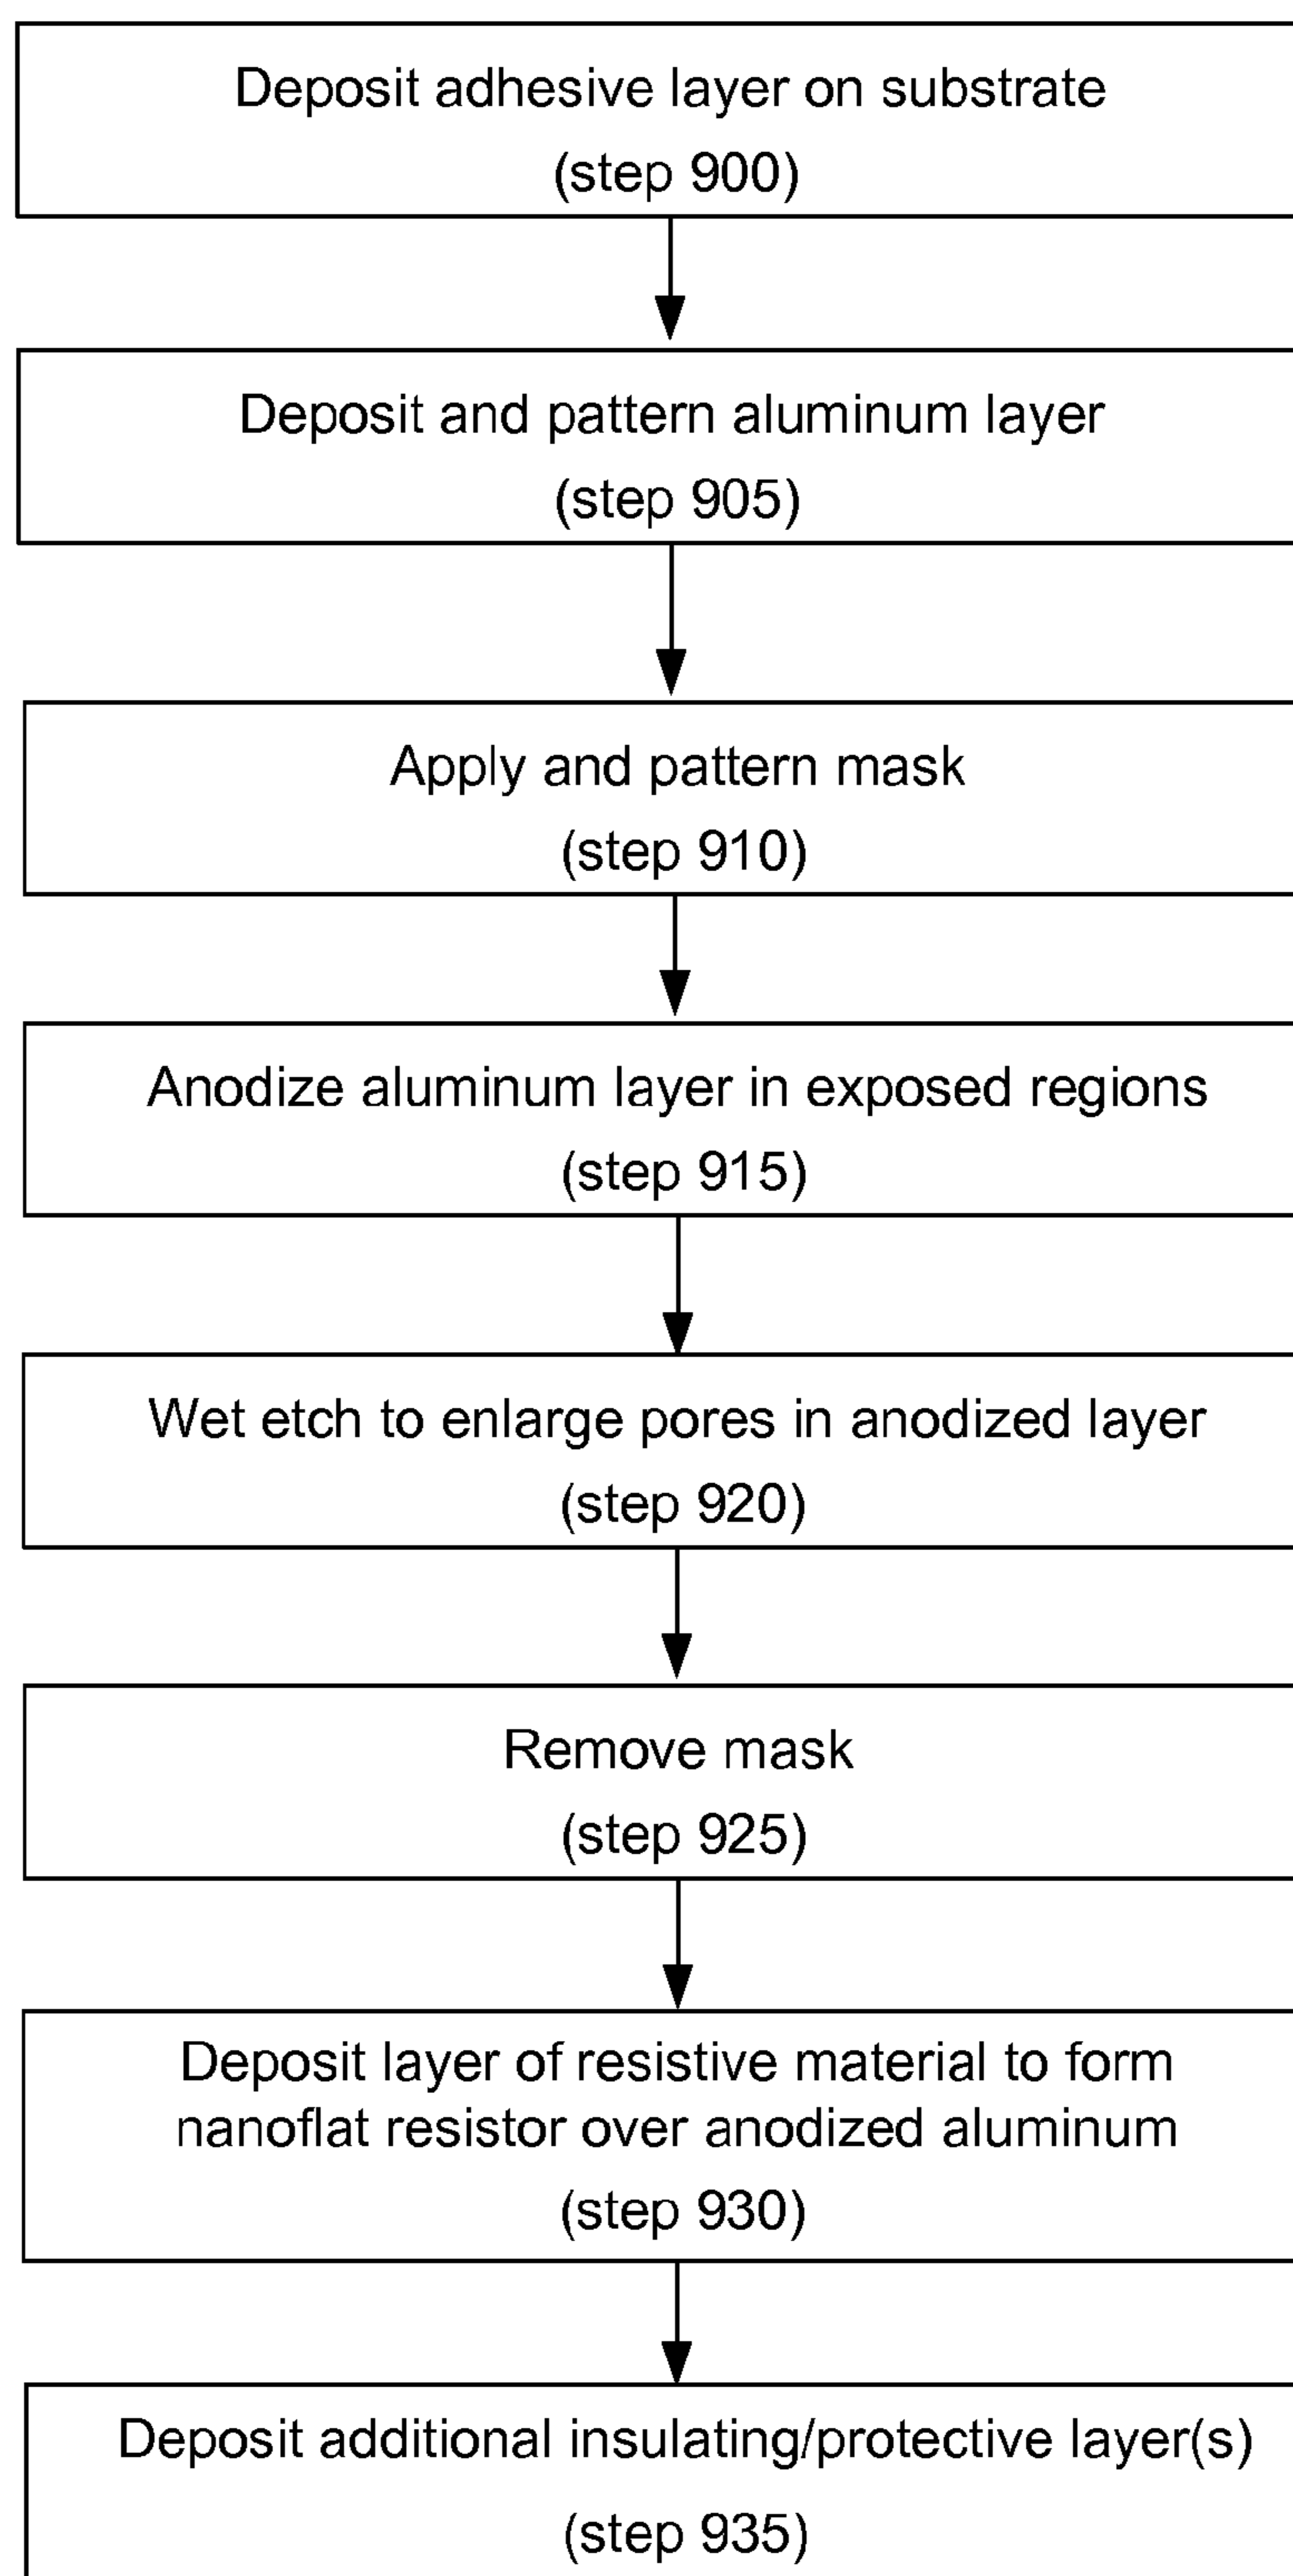 Deposit adhesive layer on substrate
(step 900)
Deposit and pattern aluminum layer
(step 905)
Apply and pattern mask
(step 910)
Anodize aluminum layer in exposed regions
(step 915)
Wet etch to enlarge pores in anodized layer
(step 920)
Remove mask
(step 925)
Deposit layer of resistive material to form
nanoflat resistor over anodized aluminum
(step 930)
Deposit additional insulating/protective layer(s)
(step 935)